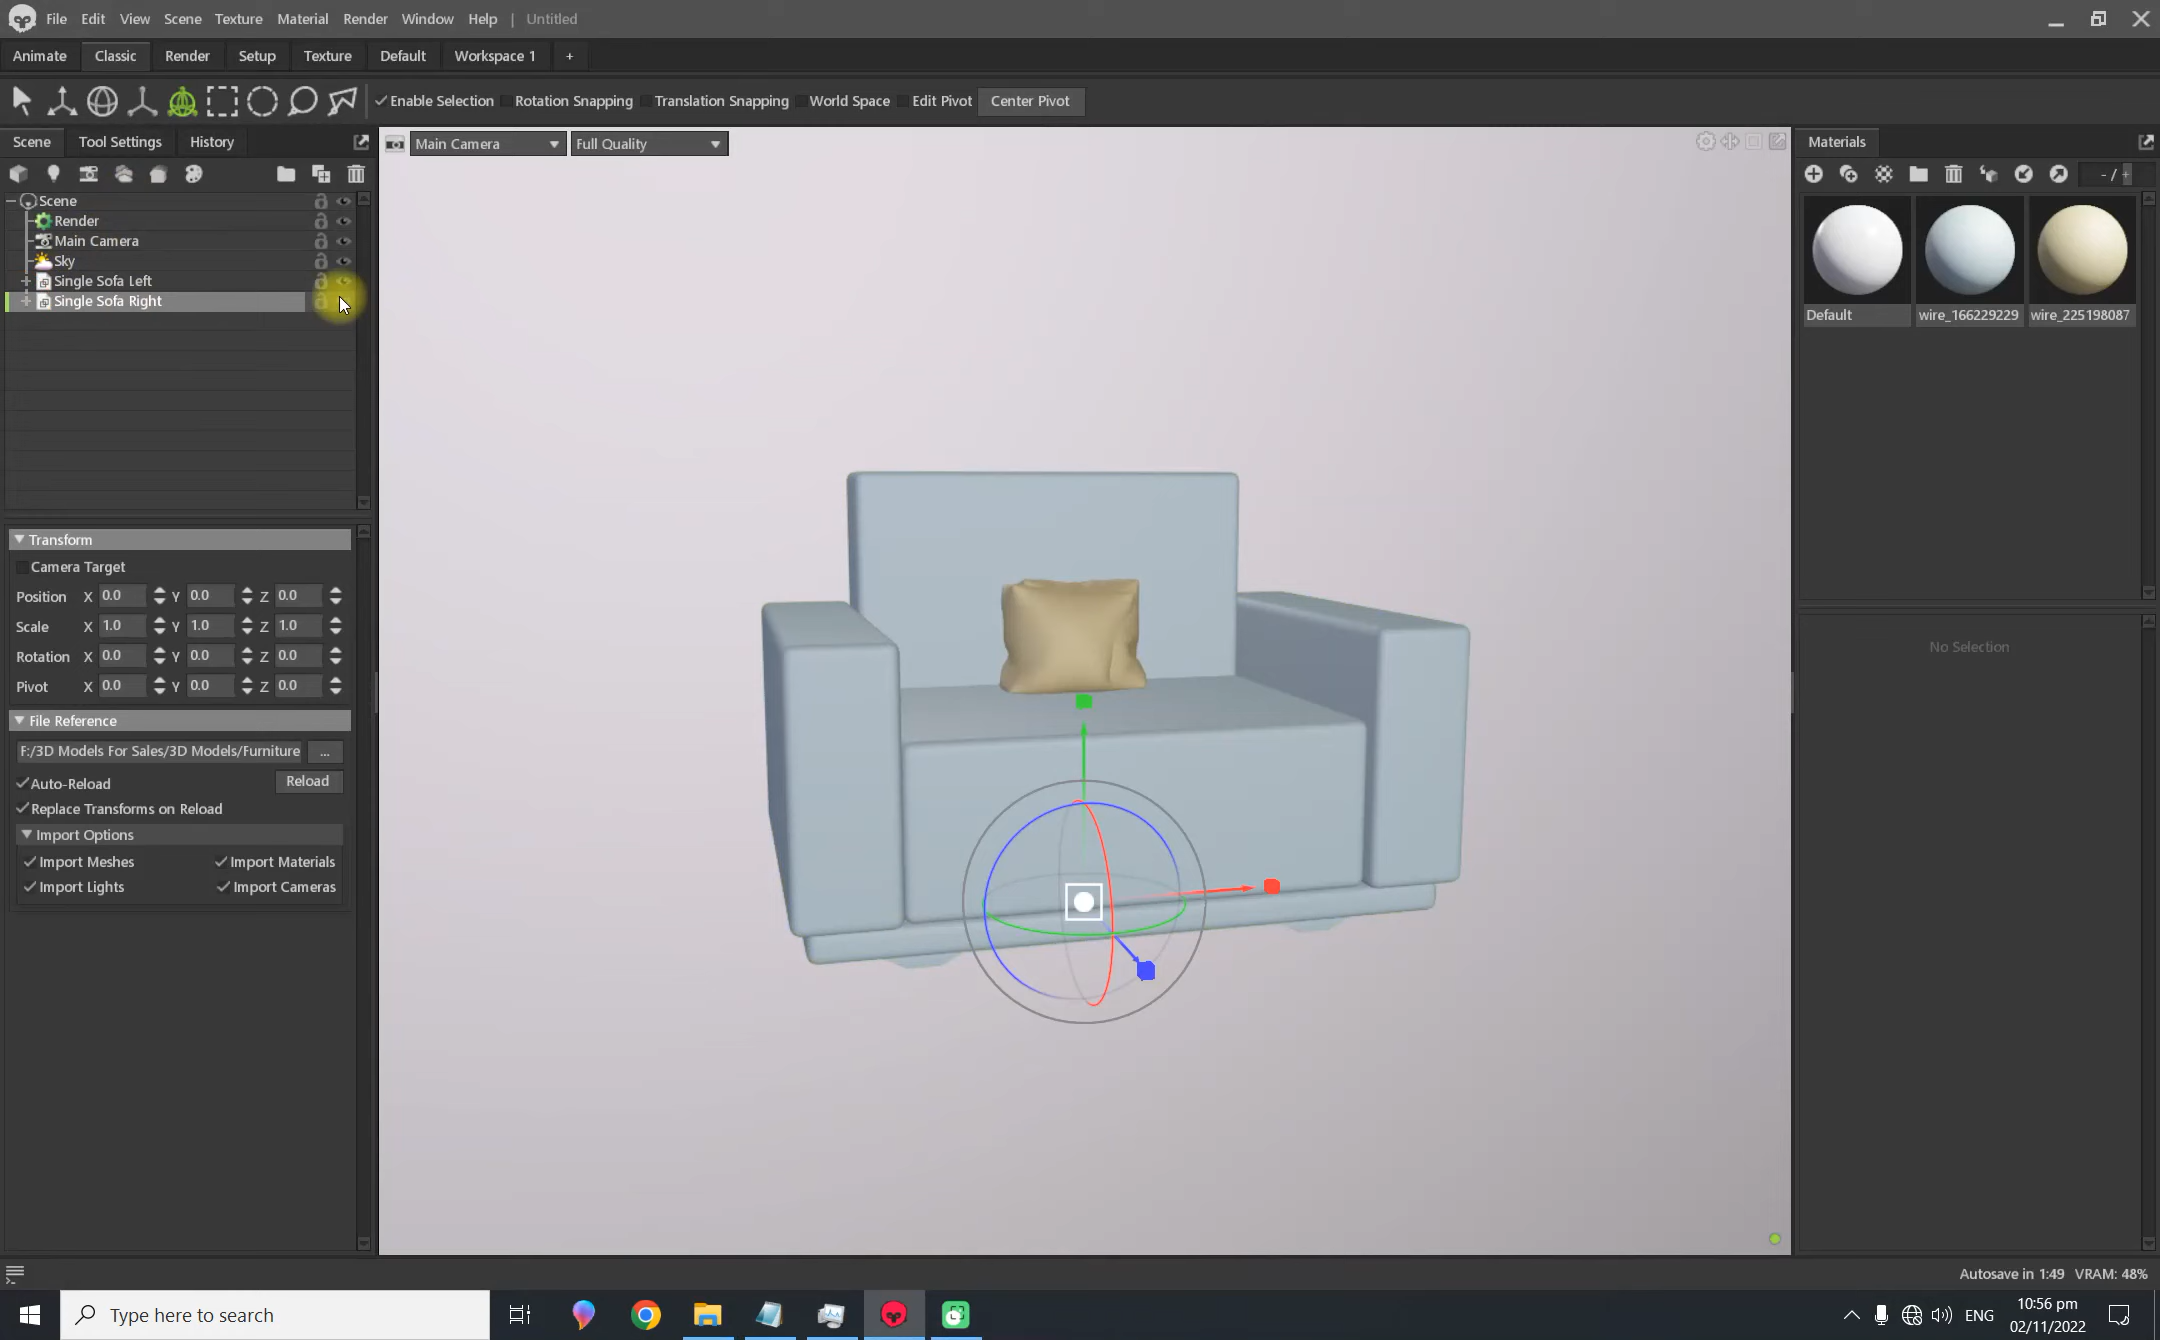 File Edit View Scene Texture Material Render Window Help | Untitled
Animate Classic Render Setup Texture Default Workspace 1 +
Enable Selection Rotation Snapping Translation Snapping World Space Edit Pivot Center Pivot
Scene Tool Settings History
Main Camera Full Quality
Materials
- / +
Scene
Render
Main Camera
Sky
Single Sofa Left
Single Sofa Right
Default wire_166229229 wire_225198087
Transform
Camera Target
Position X 0.0 Y 0.0 Z 0.0
Scale X 1.0 Y 1.0 Z 1.0
Rotation X 0.0 Y 0.0 Z 0.0
Pivot X 0.0 Y 0.0 Z 0.0
No Selection
File Reference
F:/3D Models For Sales/3D Models/Furniture ...
Auto-Reload Reload
Replace Transforms on Reload
Import Options
Import Meshes Import Materials
Import Lights Import Cameras
Autosave in 1:49 VRAM: 48%
Type here to search
ENG
10:56 pm
02/11/2022